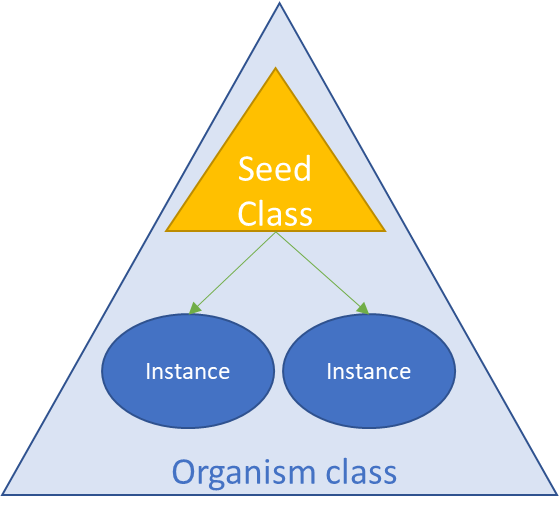 Seed
Class
Instance
Instance
Organism class